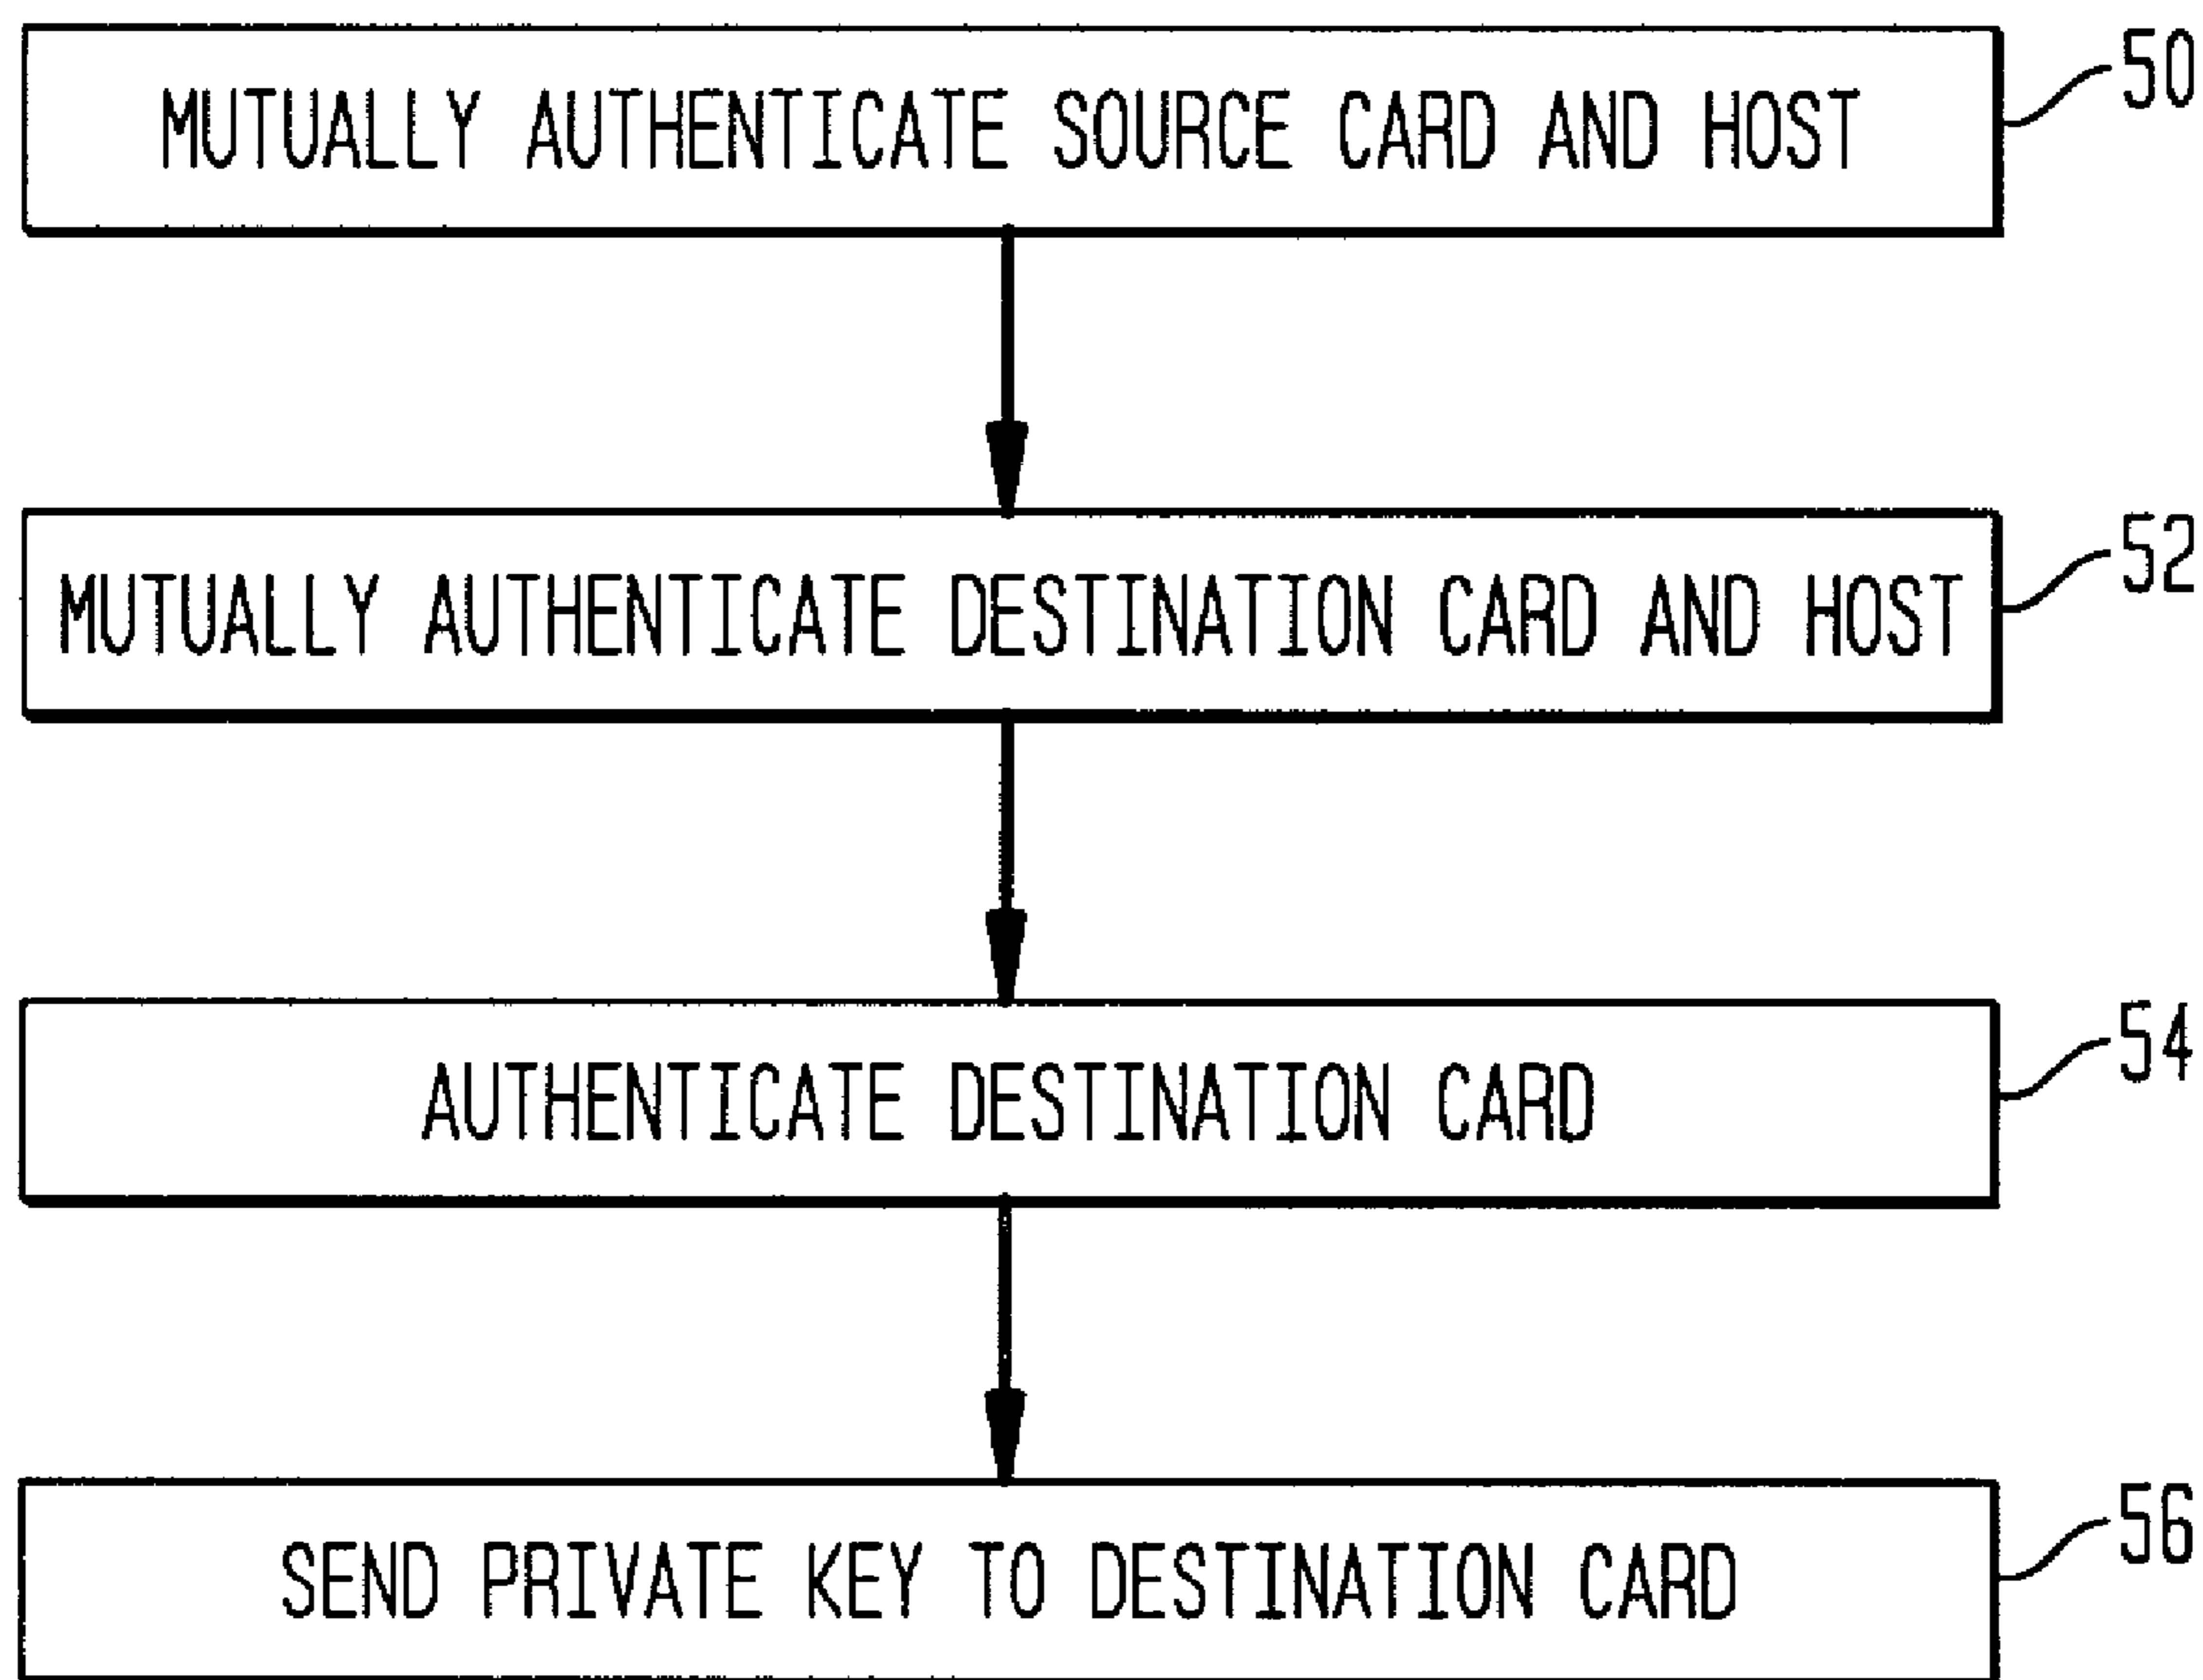 MUTUALLY AUTHENTICATE SOURCE CARD AND HOST
50
MUTUALLY AUTHENTICATE DESTINATION CARD AND HOST
52
AUTHENTICATE DESTINATION CARD
54
SEND PRIVATE KEY TO DESTINATION CARD
56